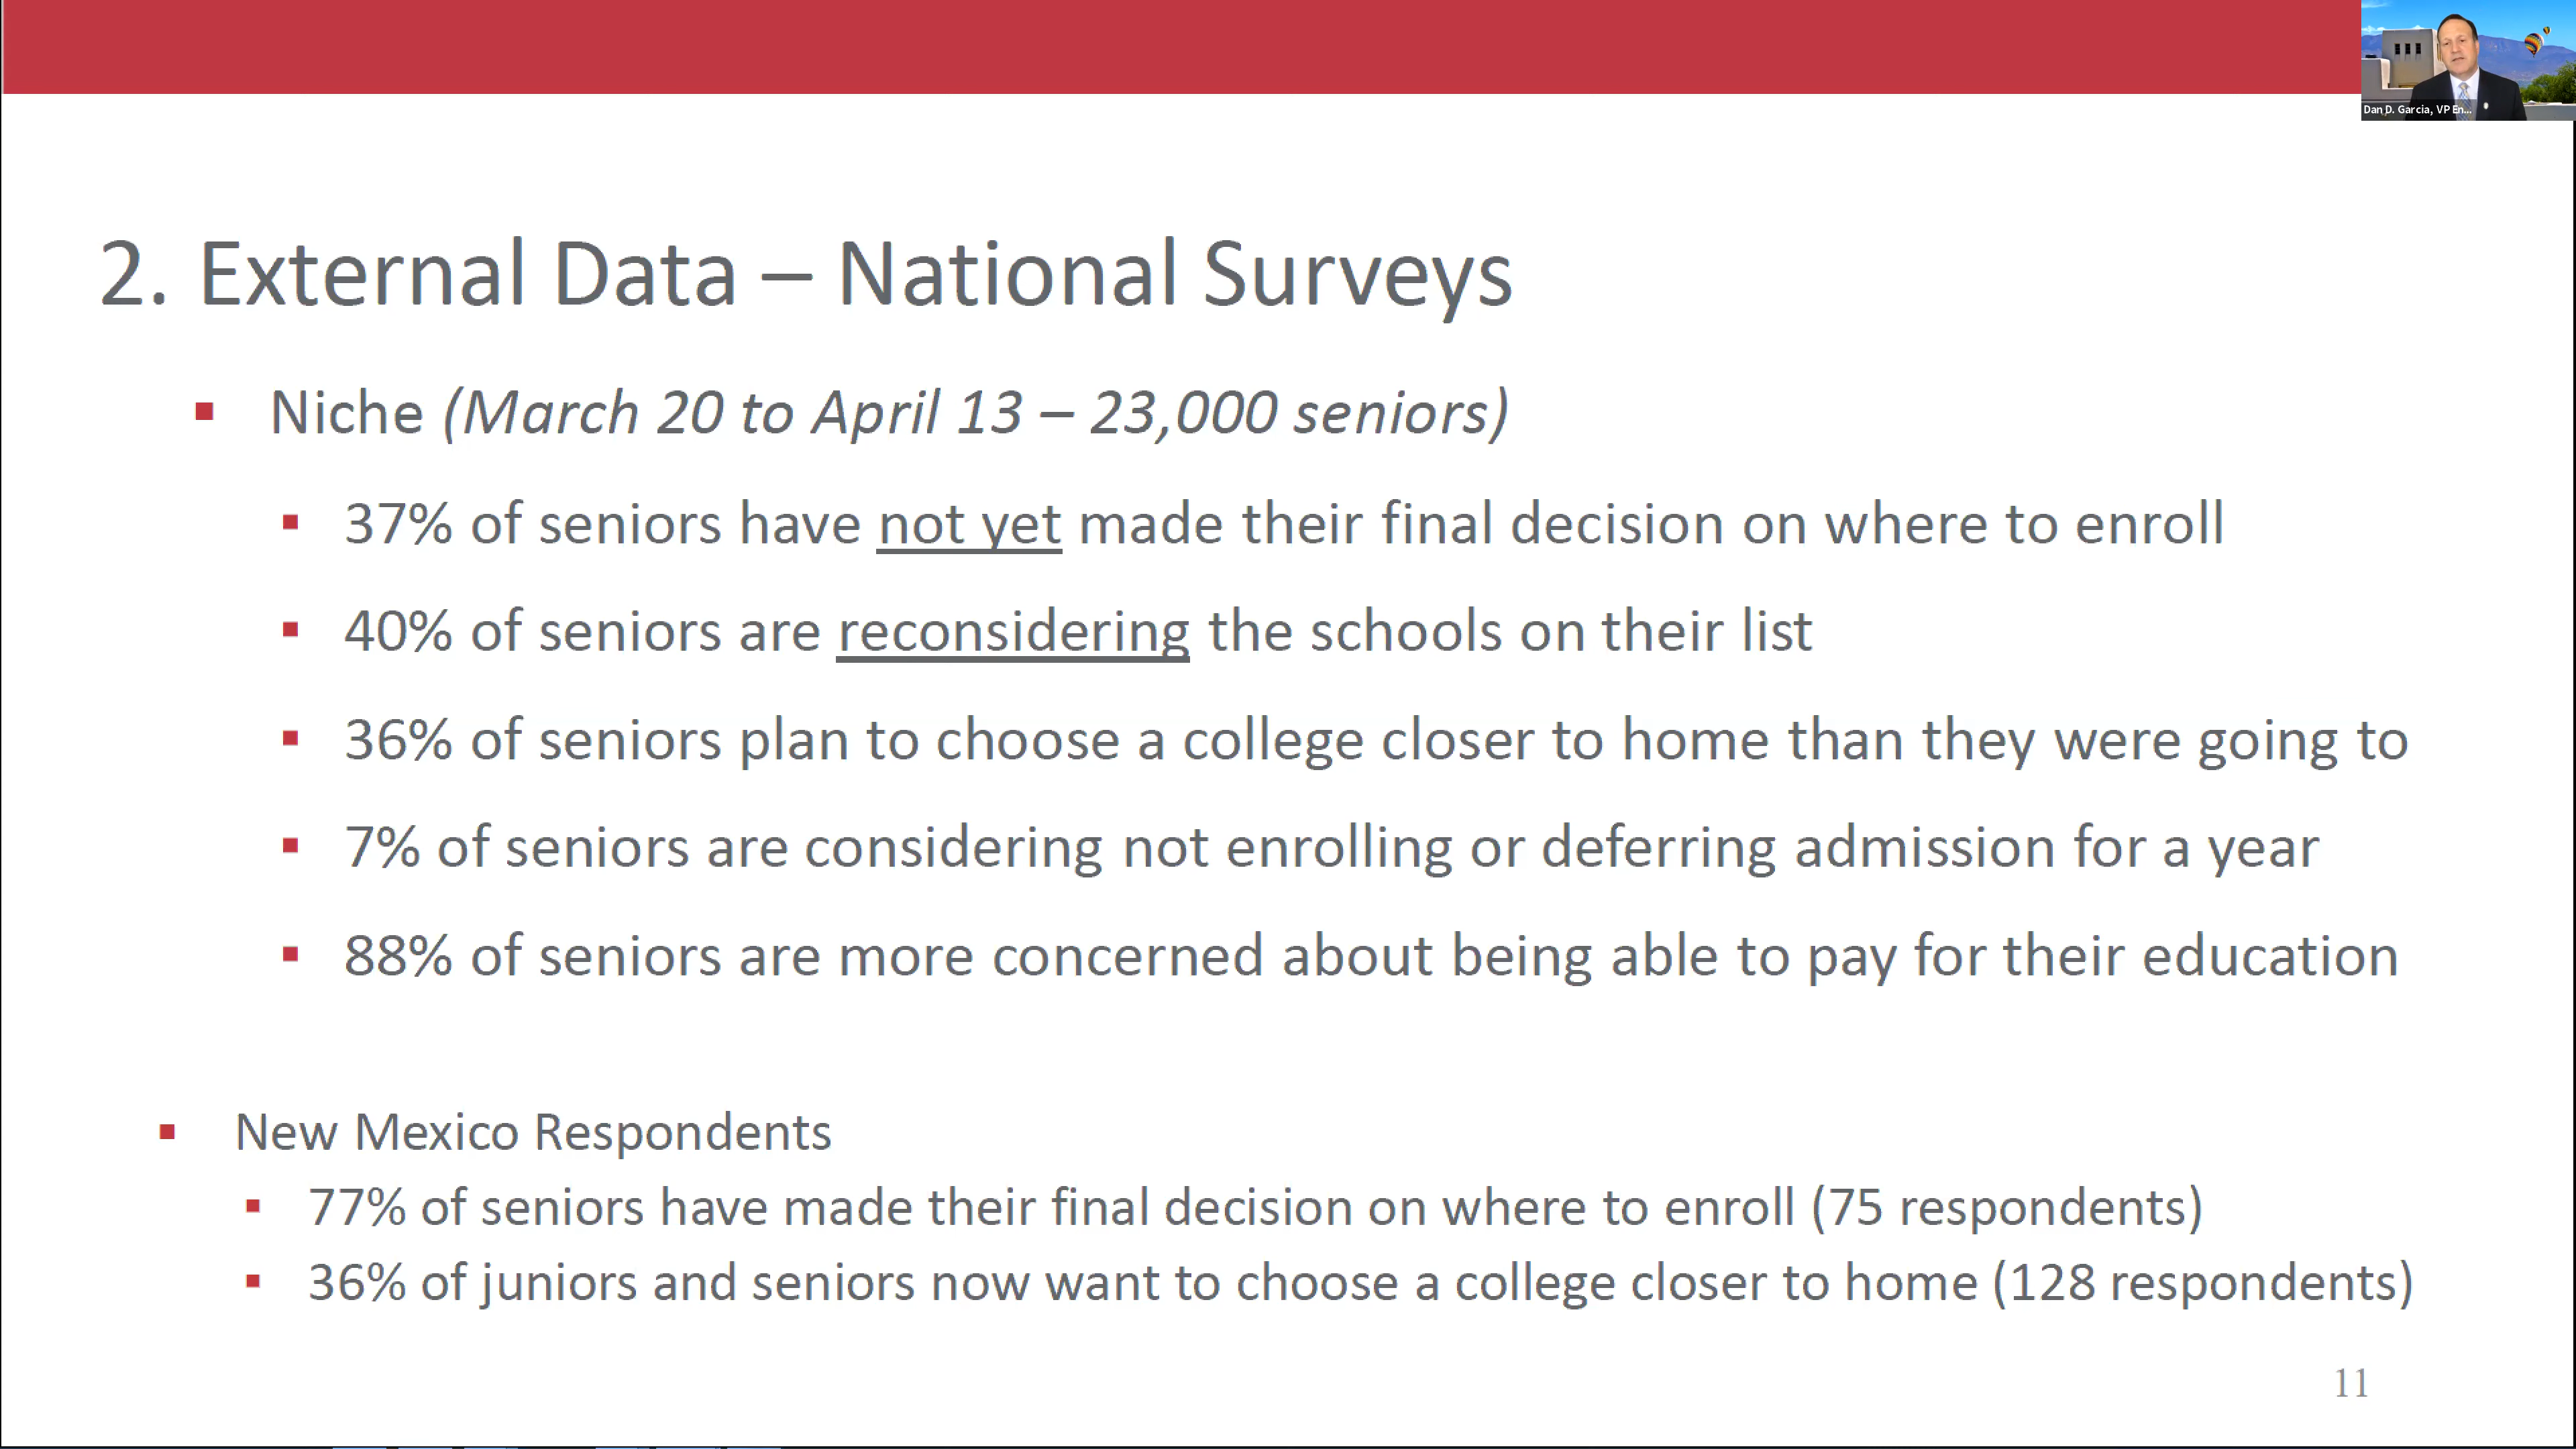 Dan D. Garcia, VP En...
2. External Data – National Surveys
▪ Niche (March 20 to April 13 – 23,000 seniors)
▪ 37% of seniors have not yet made their final decision on where to enroll
▪ 40% of seniors are reconsidering the schools on their list
▪ 36% of seniors plan to choose a college closer to home than they were going to
▪ 7% of seniors are considering not enrolling or deferring admission for a year
▪ 88% of seniors are more concerned about being able to pay for their education
▪ New Mexico Respondents
▪ 77% of seniors have made their final decision on where to enroll (75 respondents)
▪ 36% of juniors and seniors now want to choose a college closer to home (128 respondents)
11